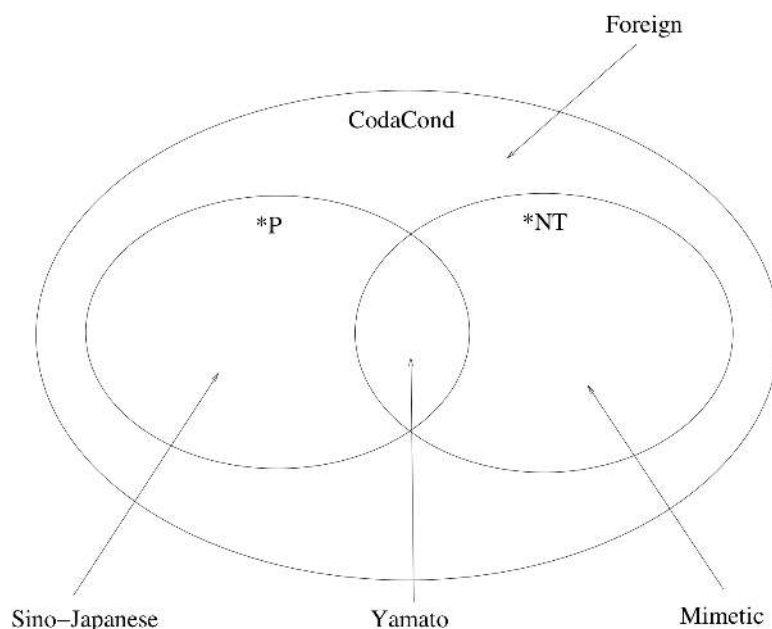 Foreign
CodaCond
*P
*NT
Sino−Japanese
Yamato
Mimetic